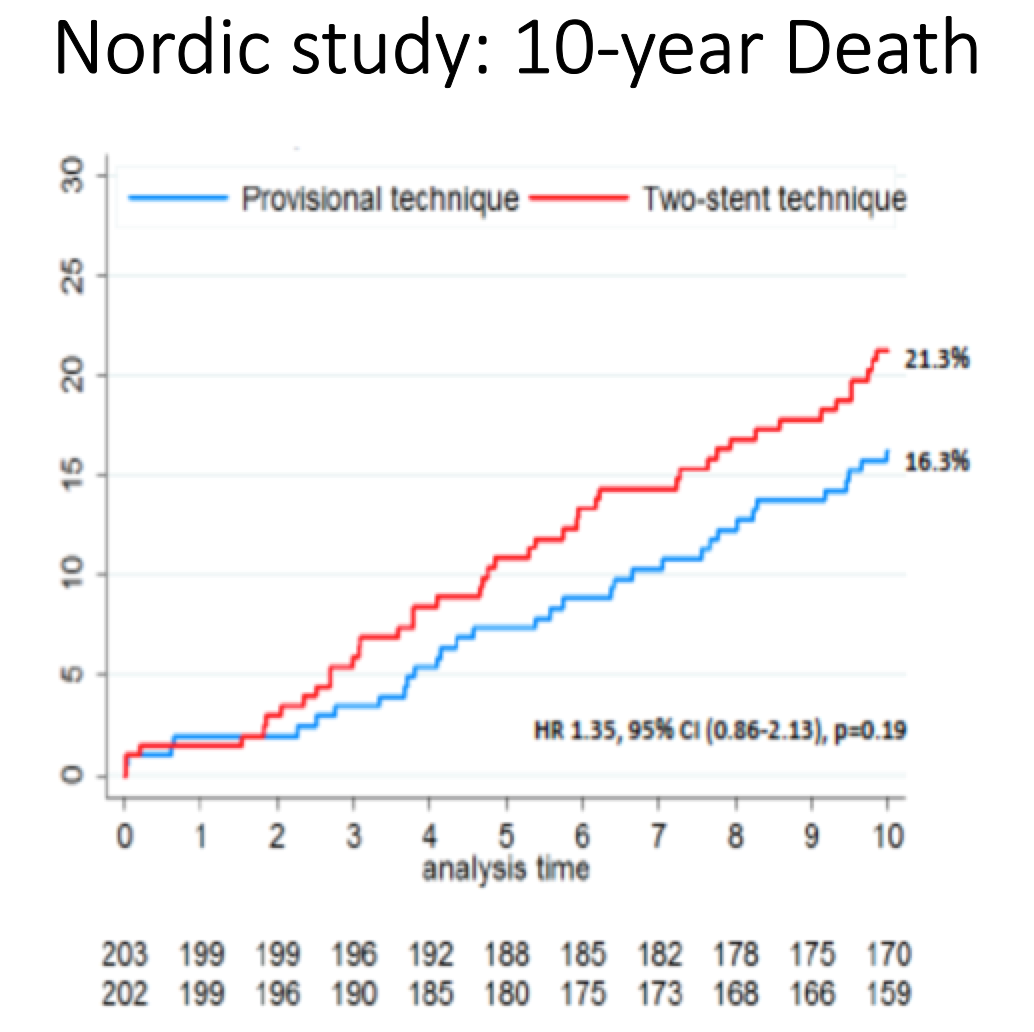 Nordic study: 10-year Death
30
Provisional technique Two-stent technique
25
21.3%
20
16.3%
15
10
5
HR 1.35, 95% CI (0.86-2.13), p=0.19
0
0 1 2 3 4 5 6 7 8 9 10
analysis time
203 199 199 196 192 188 185 182 178 175 170
202 199 196 190 185 180 175 173 168 166 159